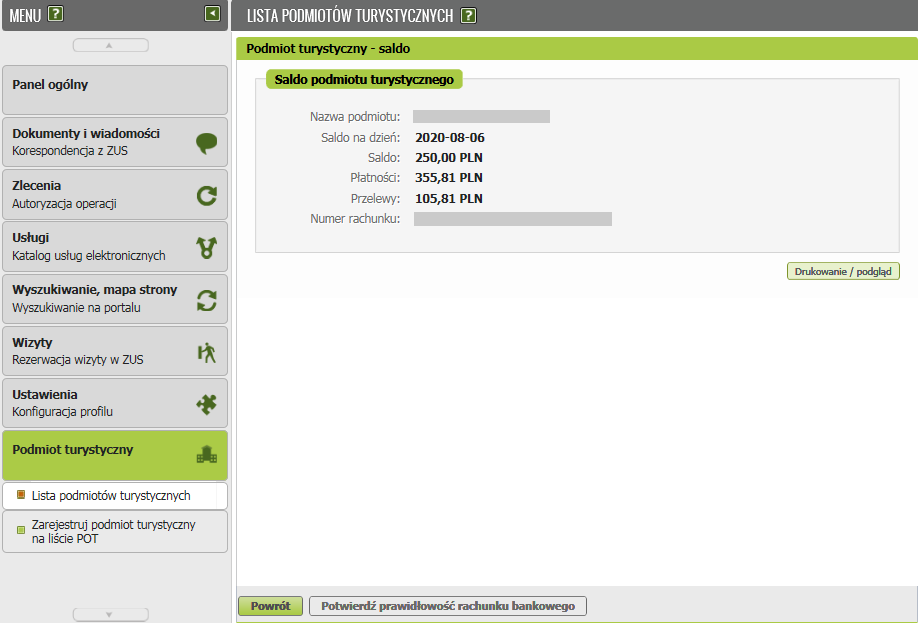 MENU ?
Panel ogólny
Dokumenty i wiadomości
Korespondencja z ZUS
Zlecenia
Autoryzacja operacji
Usługi
Katalog usług elektronicznych
Wyszukiwanie, mapa strony
Wyszukiwanie na portalu
Wizyty
Rezerwacja wizyty w ZUS
Ustawienia
Konfiguracja profilu
Podmiot turystyczny
Lista podmiotów turystycznych
Zarejestruj podmiot turystyczny
na liście POT
LISTA PODMIOTÓW TURYSTYCZNYCH ?
Podmiot turystyczny - saldo
Saldo podmiotu turystycznego
Nazwa podmiotu:
Saldo na dzień: 2020-08-06
Saldo: 250,00 PLN
Płatności: 355,81 PLN
Przelewy: 105,81 PLN
Numer rachunku:
Drukowanie / podgląd
Powrót
Potwierdź prawidłowość rachunku bankowego